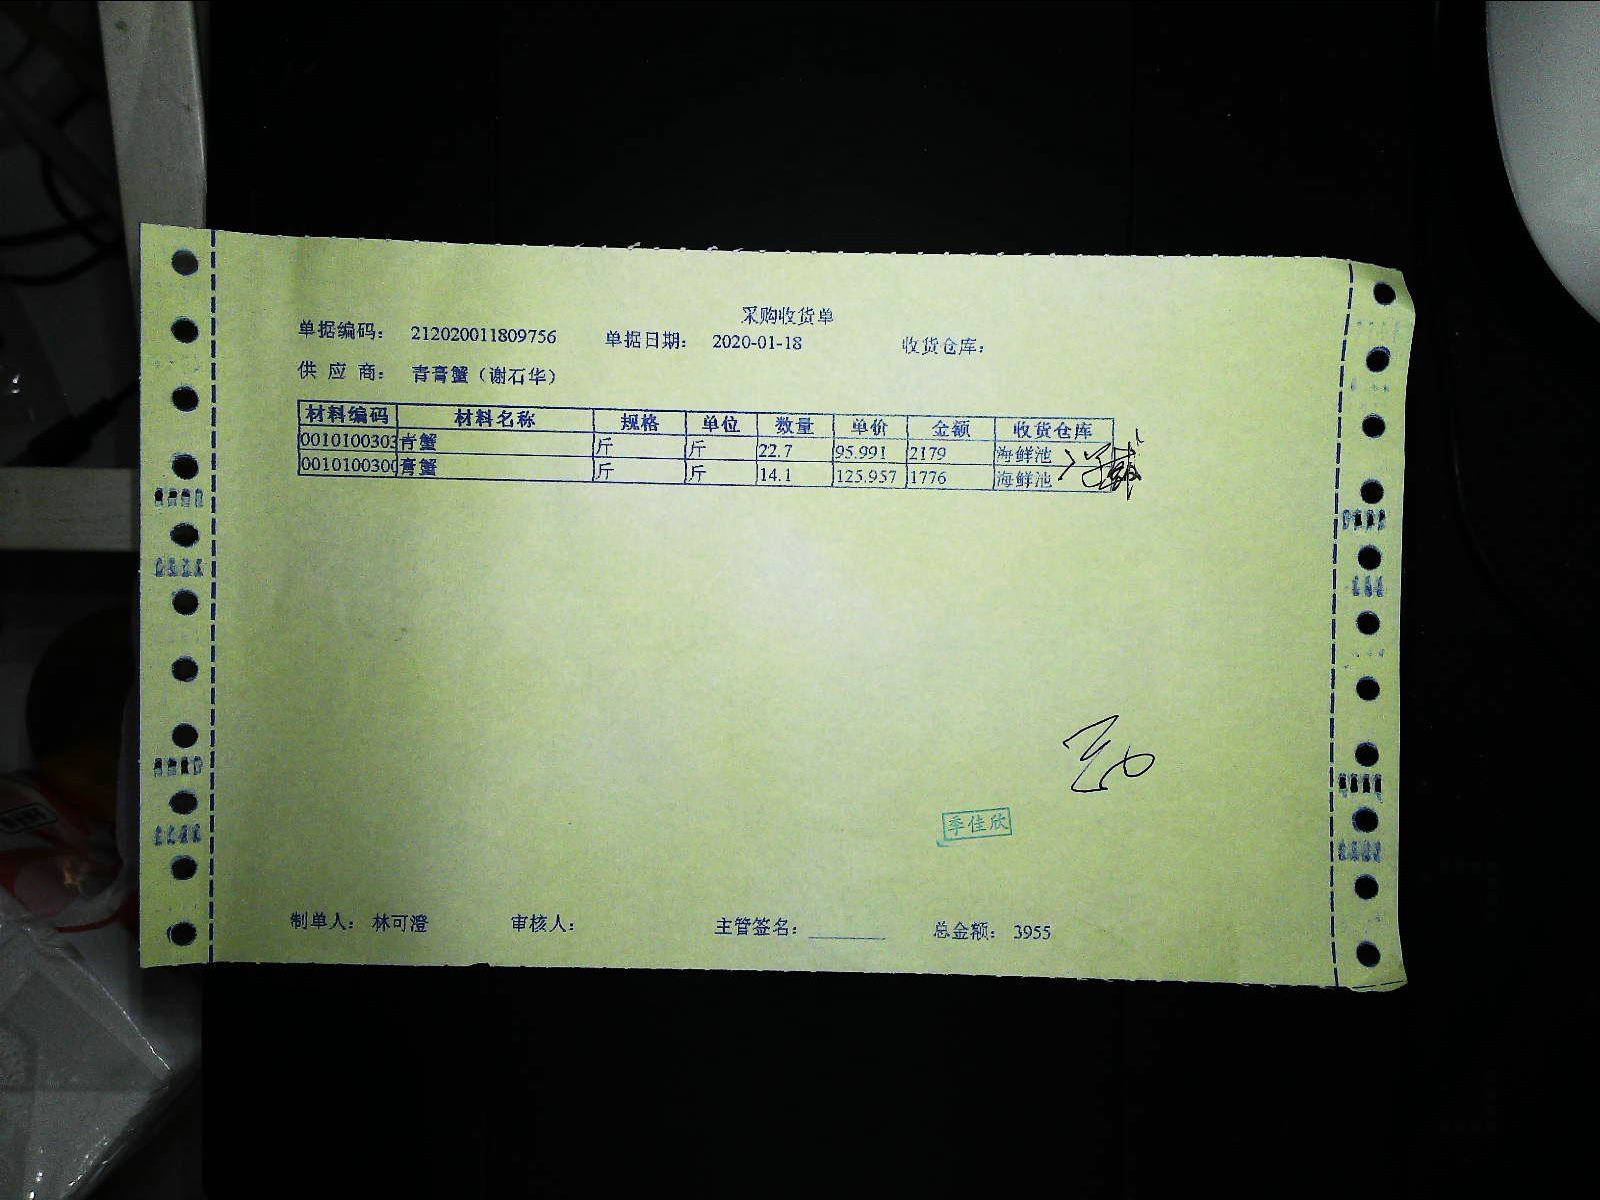 采购收货单
单据编码： 212020011809756 单据日期： 2020-01-18 收货仓库：
供应商： 青膏蟹（谢石华）
材料编码 材料名称 规格 单位 数量 单价 金额 收货仓库
0010100303 青蟹 斤 斤 22.7 95.991 2179 海鲜池
001010030 膏蟹 斤 斤 14.1 125.957 1776 海鲜池
季佳欣
制单人： 林可澄 审核人： 主管签名： 总金额： 3955